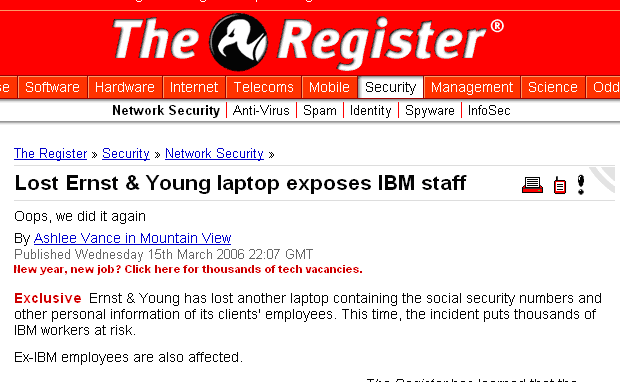 The Register®
Software Hardware Internet Telecoms Mobile Security Management Science Odd
Network Security Anti-Virus Spam Identity Spyware InfoSec
The Register » Security » Network Security »
Lost Ernst & Young laptop exposes IBM staff
Oops, we did it again
By Ashlee Vance in Mountain View
Published Wednesday 15th March 2006 22:07 GMT
New year, new job? Click here for thousands of tech vacancies.
Exclusive Ernst & Young has lost another laptop containing the social security numbers and
other personal information of its clients' employees. This time, the incident puts thousands of
IBM workers at risk.
Ex-IBM employees are also affected.
The Register has learned that the